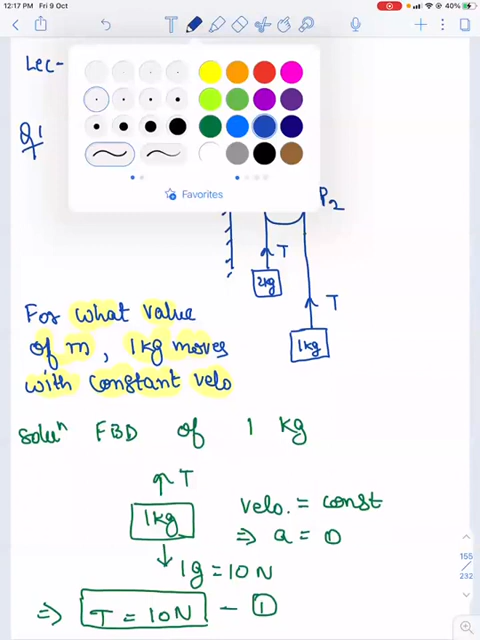 12:17 PM Fri 9 Oct
40%
T
Lec-
Q1
Favorites
P2
T
2kg
T
1kg
For what value
of m, 1kg moves
with constant velo
Soluⁿ FBD of 1 kg
T
1kg
velo. = const
⇒ a = 0
1g = 10 N
⇒ T = 10N - ①
155
/
232